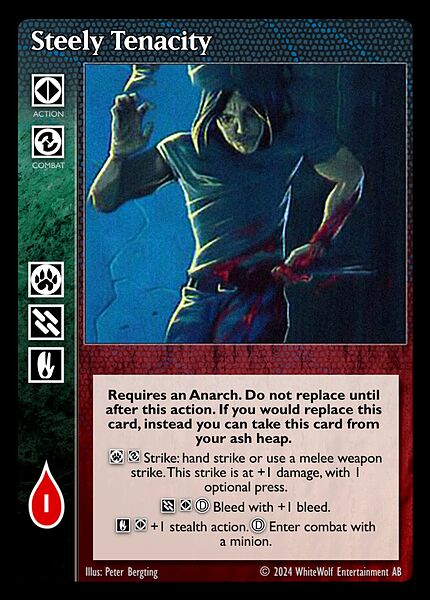 Steely Tenacity
ACTION
COMBAT
Requires an Anarch. Do not replace until
after this action. If you would replace this
card, instead you can take this card from
your ash heap.
Strike: hand strike or use a melee weapon
strike. This strike is at +1 damage, with 1
optional press.
D Bleed with +1 bleed.
+1 stealth action. D Enter combat with
a minion.
1
Illus: Peter Bergting © 2024 WhiteWolf Entertainment AB